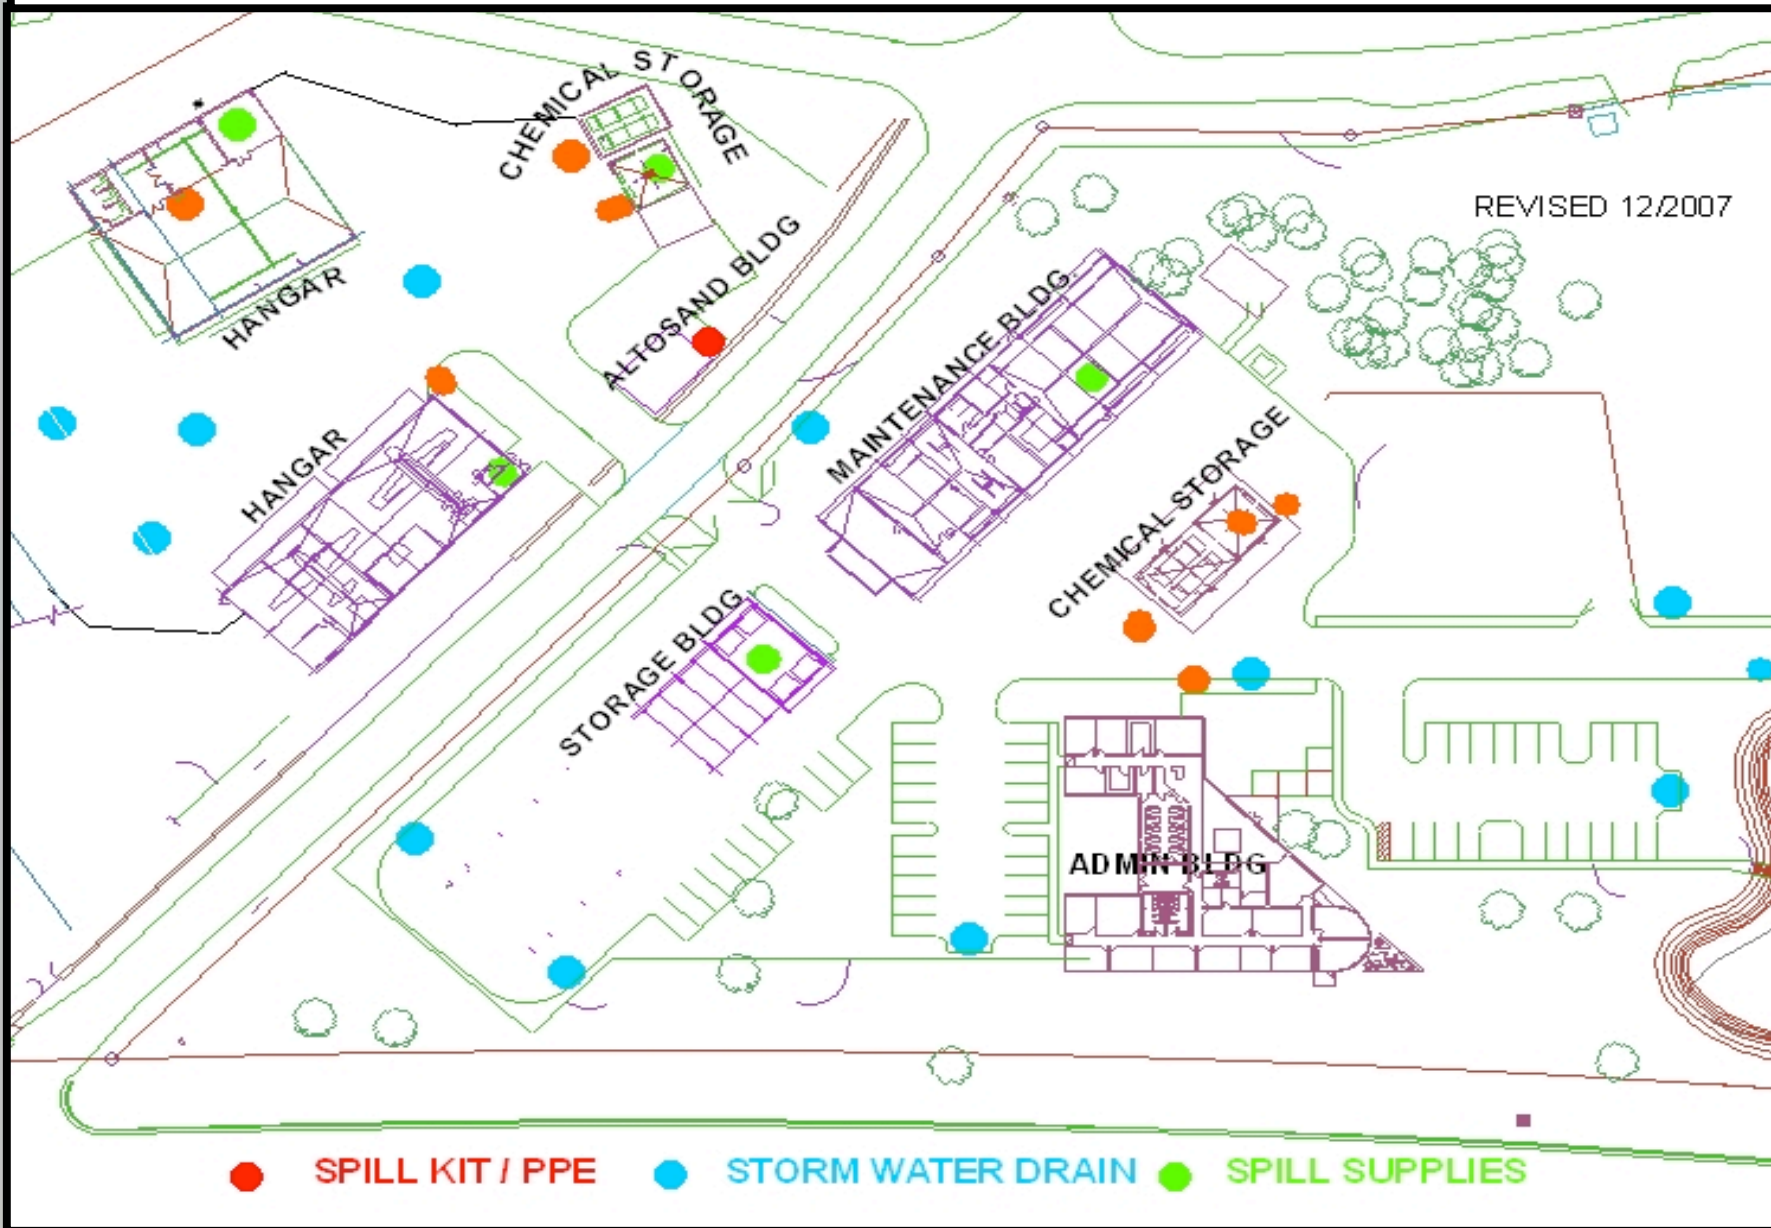 CHEMICAL STORAGE
REVISED 12/2007
HANGAR
ALTOSAND BLDG
MAINTENANCE BLDG.
HANGAR
CHEMICAL STORAGE
STORAGE BLDG
ADMIN BLDG
SPILL KIT / PPE
STORM WATER DRAIN
SPILL SUPPLIES